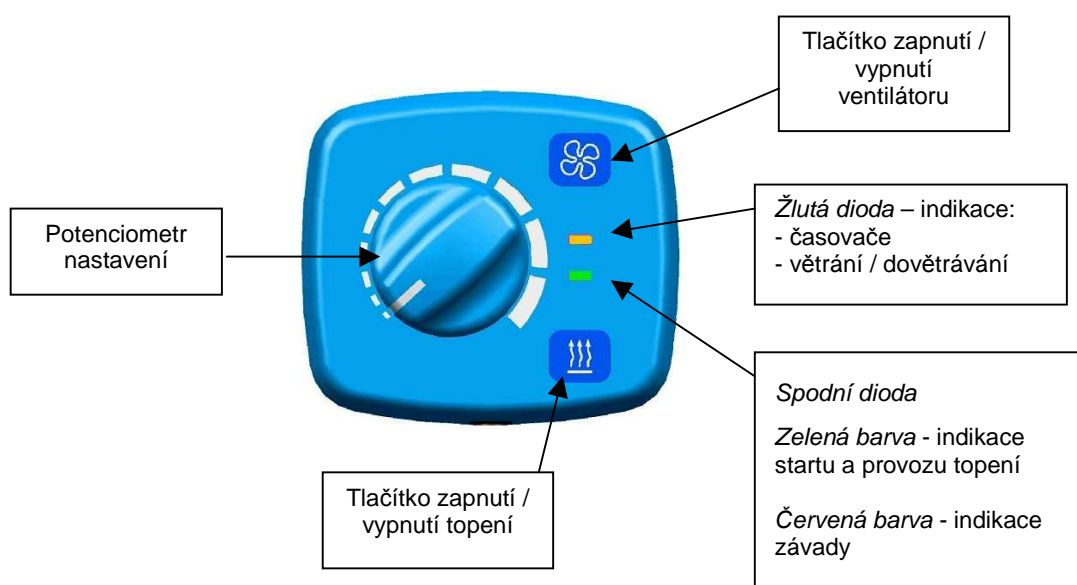 Tlačítko zapnutí /
vypnutí
ventilátoru
Potenciometr
nastavení
Žlutá dioda – indikace:
- časovače
- větrání / dovětrávání
Spodní dioda
Zelená barva - indikace
startu a provozu topení
Červená barva - indikace
závady
Tlačítko zapnutí /
vypnutí topení